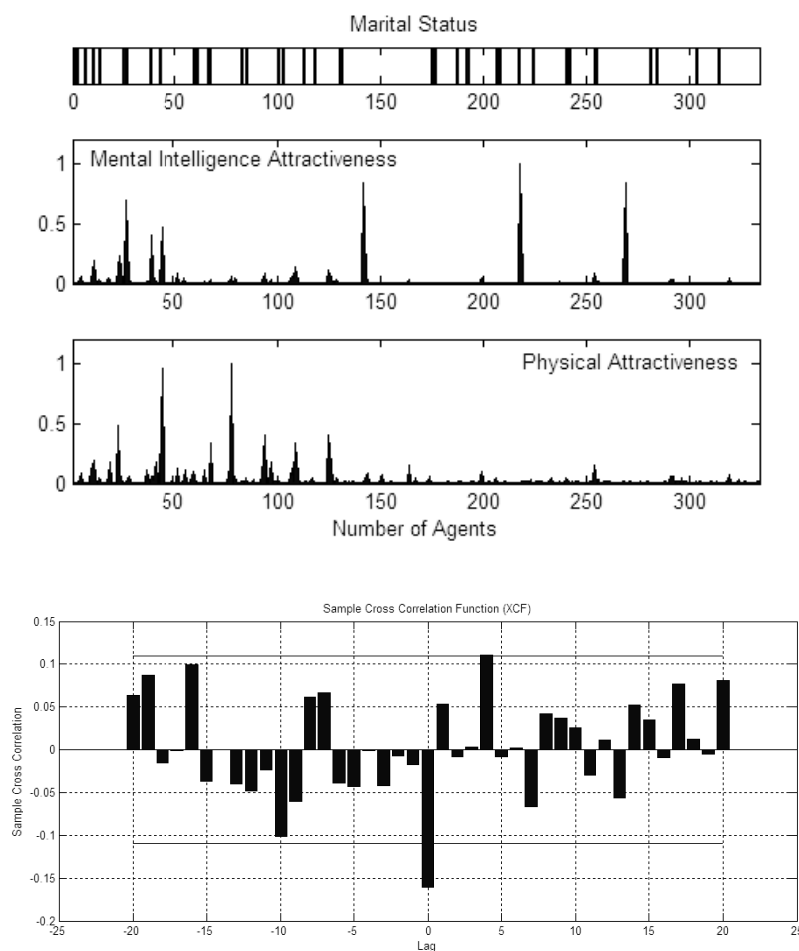 Marital Status
0 50 100 150 200 250 300
Mental Intelligence Attractiveness
1
0.5
0
50 100 150 200 250 300
Physical Attractiveness
1
0.5
0
50 100 150 200 250 300
Number of Agents
Sample Cross Correlation Function (XCF)
0.15
0.1
0.05
0
-0.05
-0.1
-0.15
-0.2
Sample Cross Correlation
-25 -20 -15 -10 -5 0 5 10 15 20 25
Lag